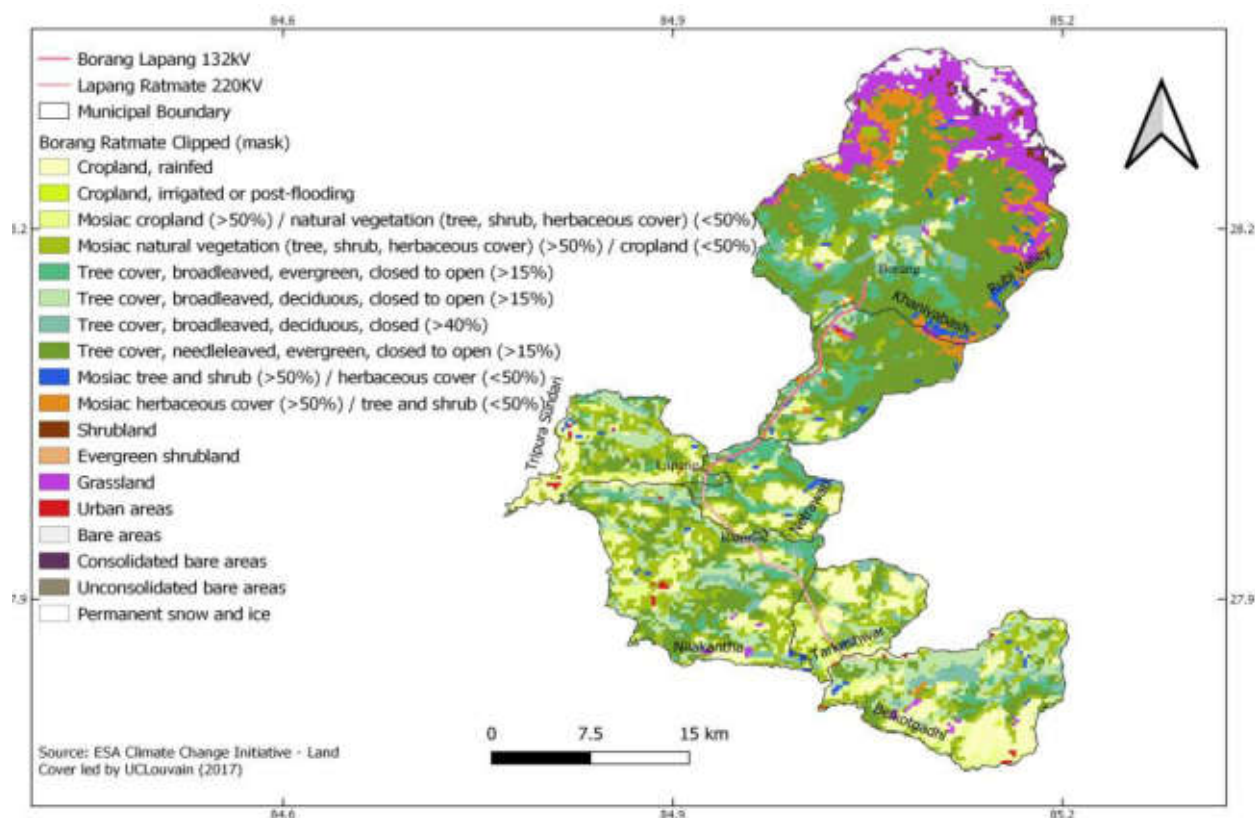 84.6 84.9 85.2
Borang Lapang 132kV
Lapang Ratmate 220KV
Municipal Boundary
Borang Ratmate Clipped (mask)
Cropland, rainfed
Cropland, irrigated or post-flooding
Mosiac cropland (>50%) / natural vegetation (tree, shrub, herbaceous cover) (<50%)
Mosiac natural vegetation (tree, shrub, herbaceous cover) (>50%) / cropland (<50%)
Tree cover, broadleaved, evergreen, closed to open (>15%)
Tree cover, broadleaved, deciduous, closed to open (>15%)
Tree cover, broadleaved, deciduous, closed (>40%)
Tree cover, needleleaved, evergreen, closed to open (>15%)
Mosiac tree and shrub (>50%) / herbaceous cover (<50%)
Mosiac herbaceous cover (>50%) / tree and shrub (<50%)
Shrubland
Evergreen shrubland
Grassland
Urban areas
Bare areas
Consolidated bare areas
Unconsolidated bare areas
Permanent snow and ice
8.2
28.2
7.9
27.9
Borang
Rubi Valley
Khaniyabash
Tripura Sundari
Lapang
Netrawati
Nilakantha
Tarkeshwar
Belkotgadhi
0 7.5 15 km
Source: ESA Climate Change Initiative - Land
Cover led by UCLouvain (2017)
84.6 84.9 85.2